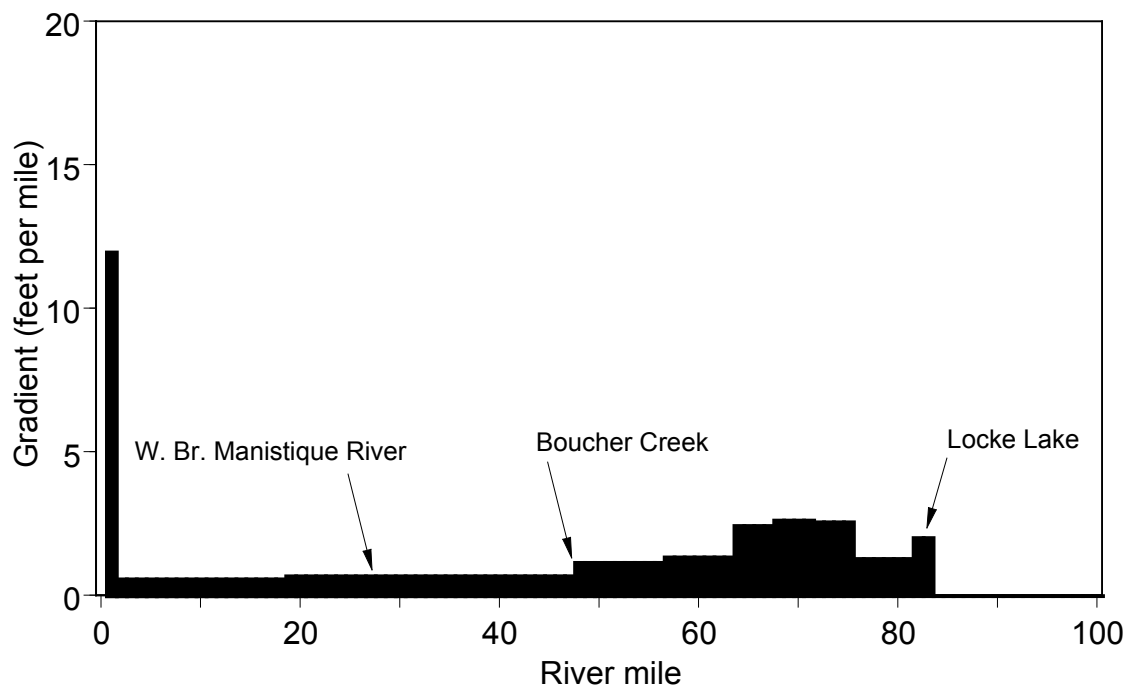 20
15
10
5
0
Gradient (feet per mile)
W. Br. Manistique River
Boucher Creek
Locke Lake
0 20 40 60 80 100
River mile